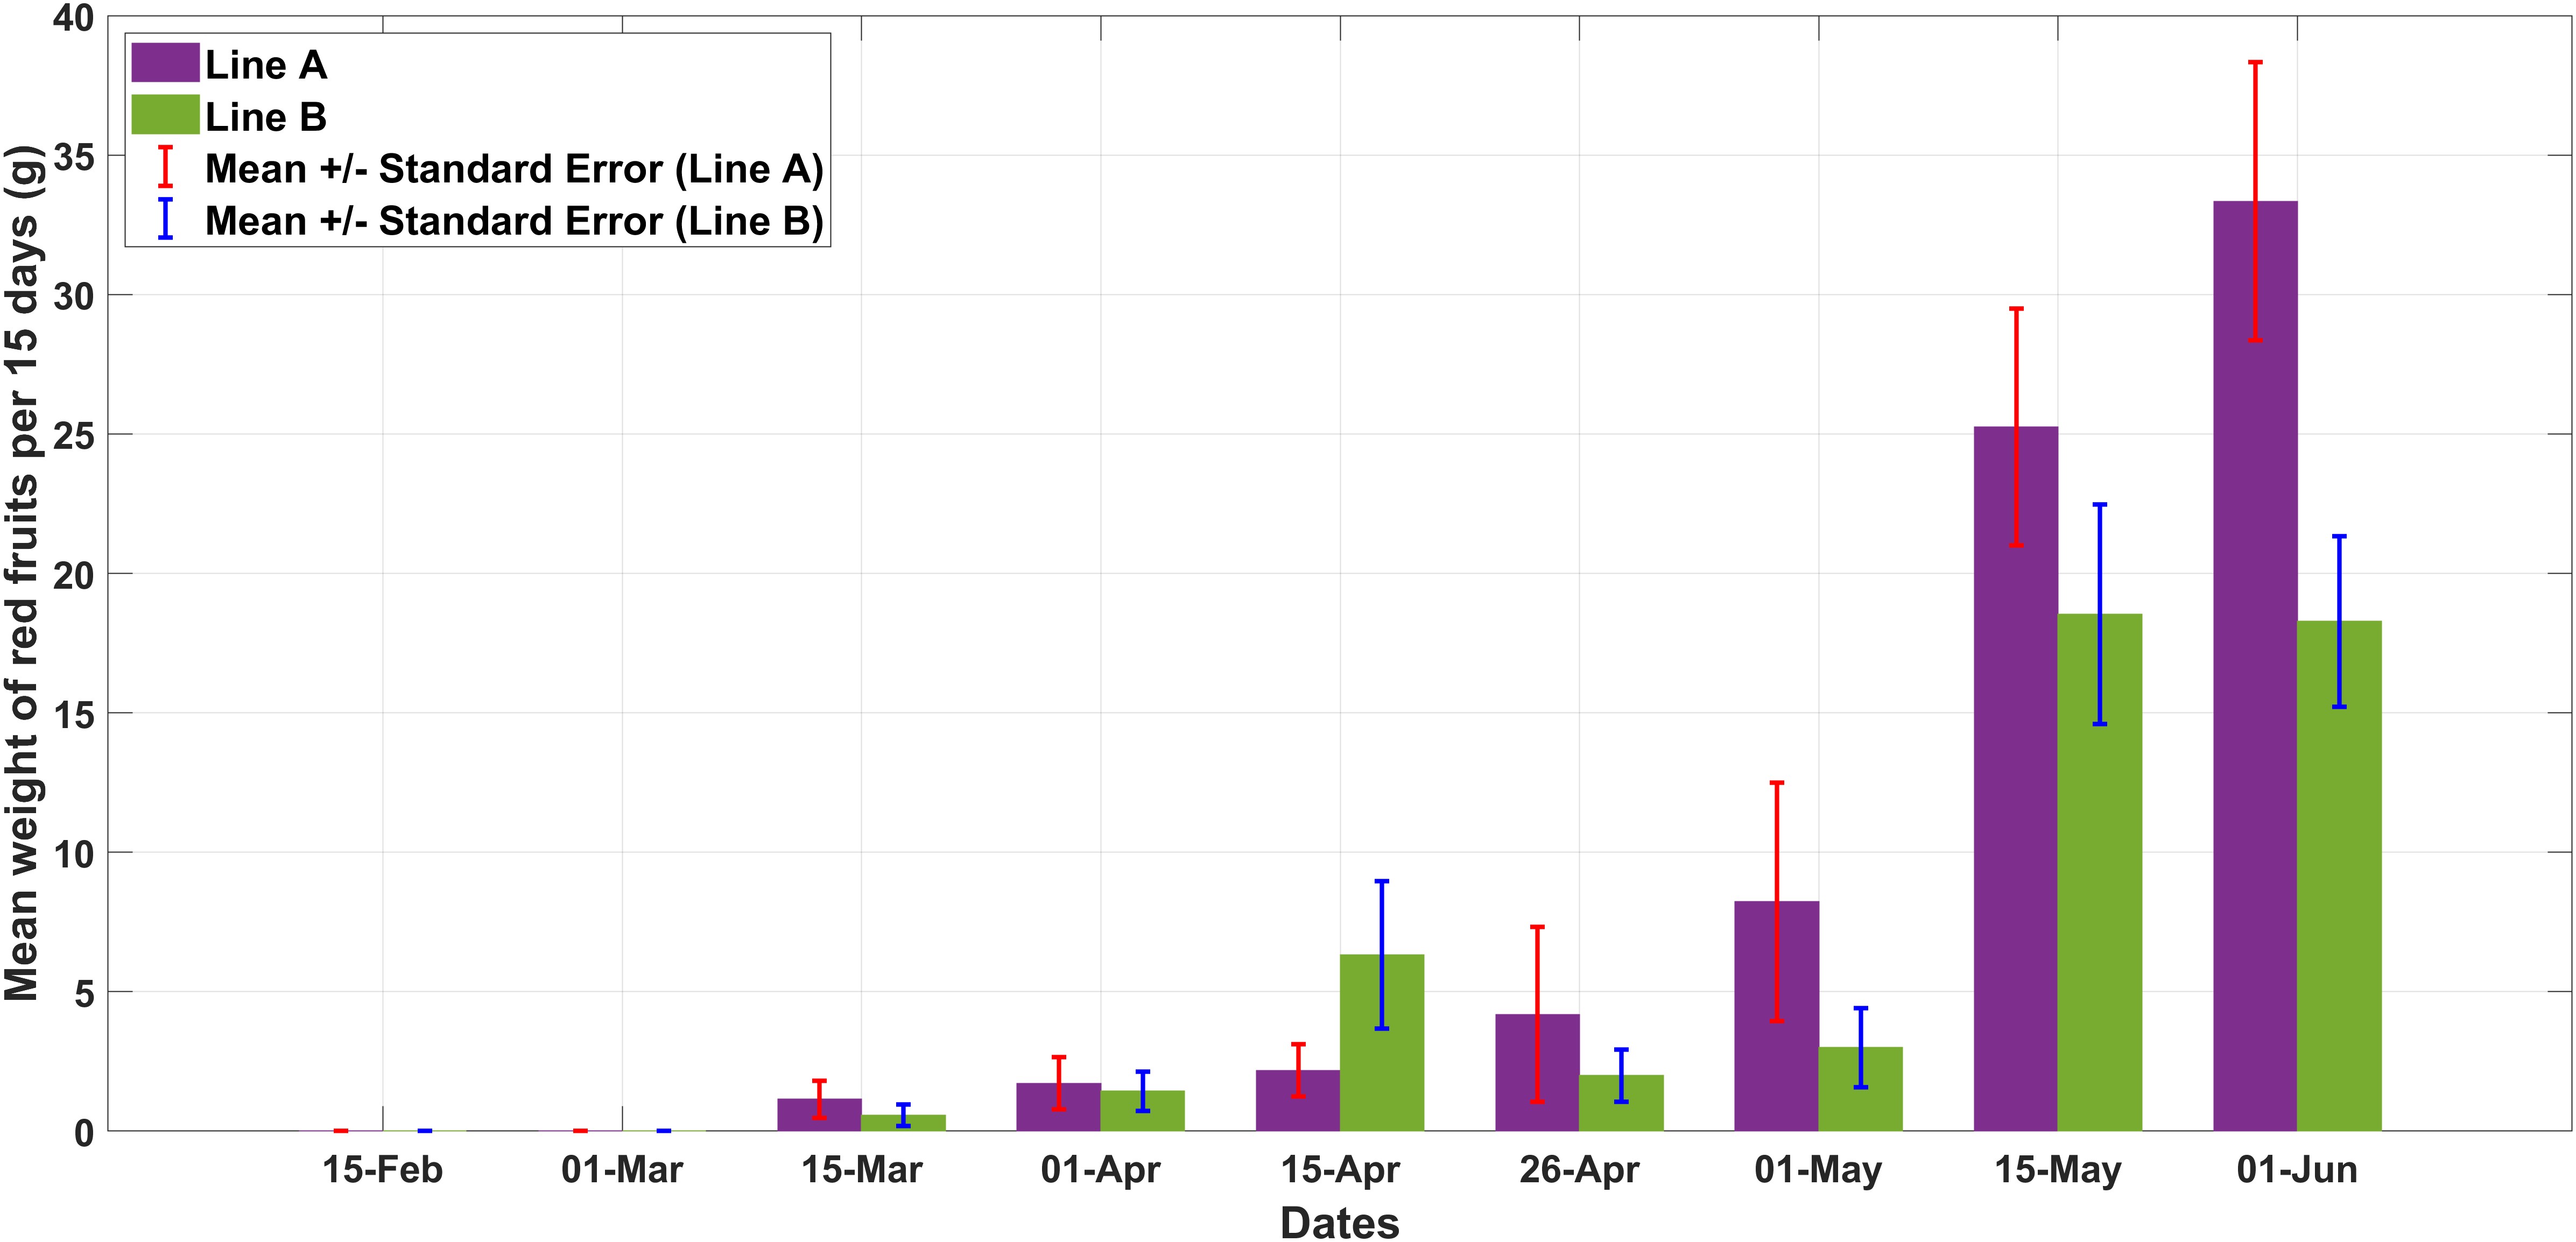 Mean weight of red fruits per 15 days (g)
40
35
30
25
20
15
10
5
0
Line A
Line B
Mean +/- Standard Error (Line A)
Mean +/- Standard Error (Line B)
15-Feb 01-Mar 15-Mar 01-Apr 15-Apr 26-Apr 01-May 15-May 01-Jun
Dates